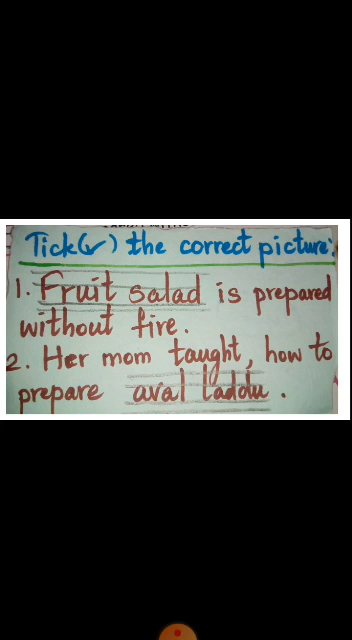 Tick(✓) the correct picture:
1. Fruit salad is prepared
without fire.
2. Her mom taught, how to
prepare aval laddu.